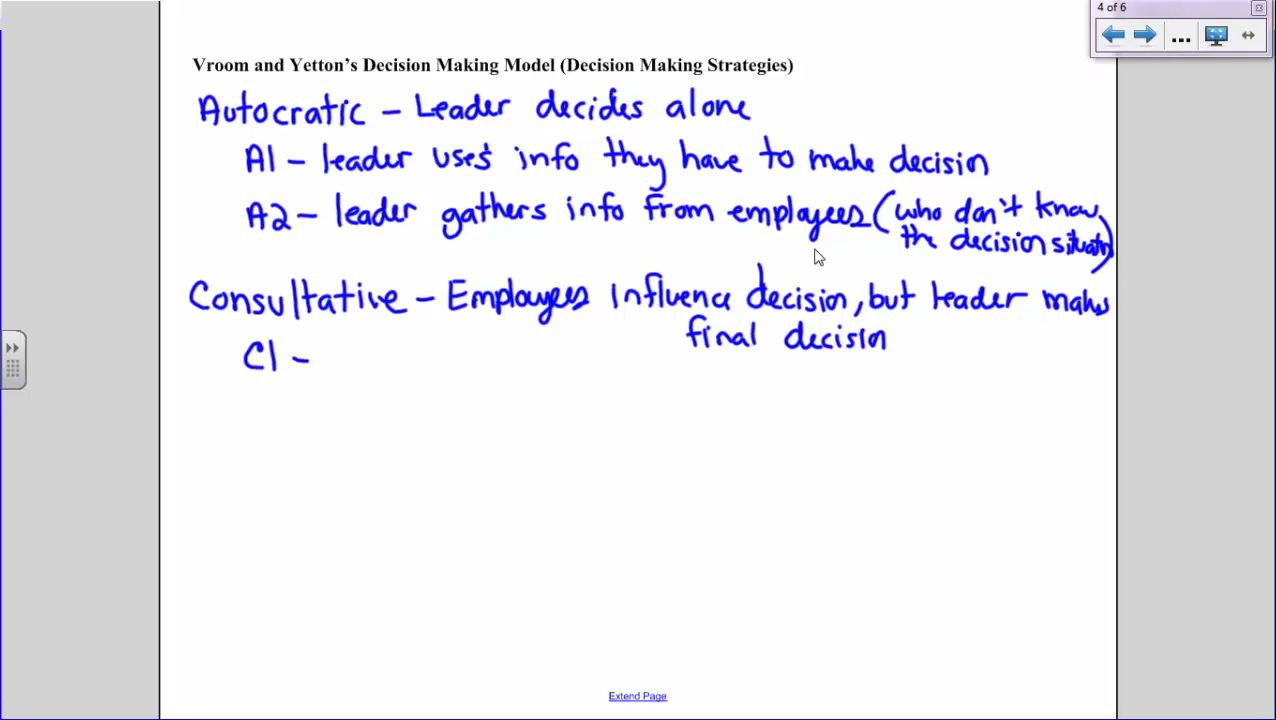 4 of 6
Vroom and Yetton's Decision Making Model (Decision Making Strategies)
Autocratic – Leader decides alone
A1 – leader uses info they have to make decision
A2 – leader gathers info from employees (who don't know
the decision situation)
Consultative – Employees influence decision, but leader makes
final decision
C1 –
Extend Page